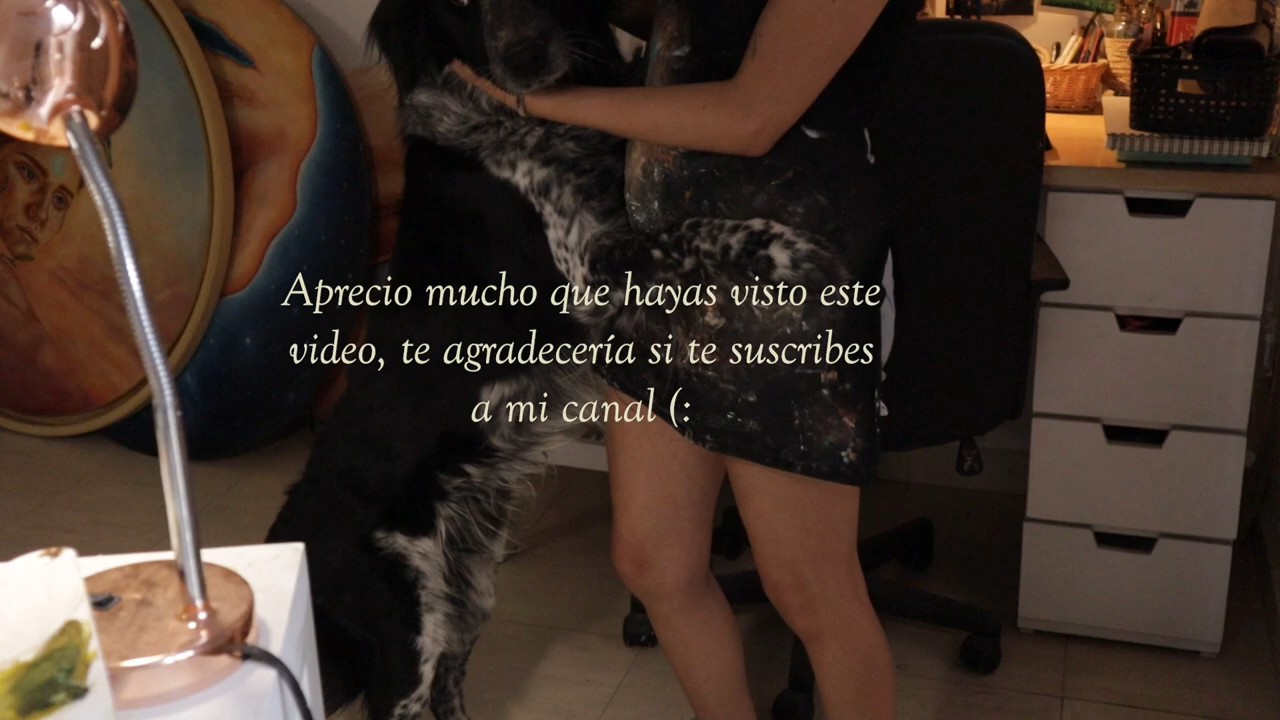 Aprecio mucho que hayas visto este
video, te agradecería si te suscribes
a mi canal (: